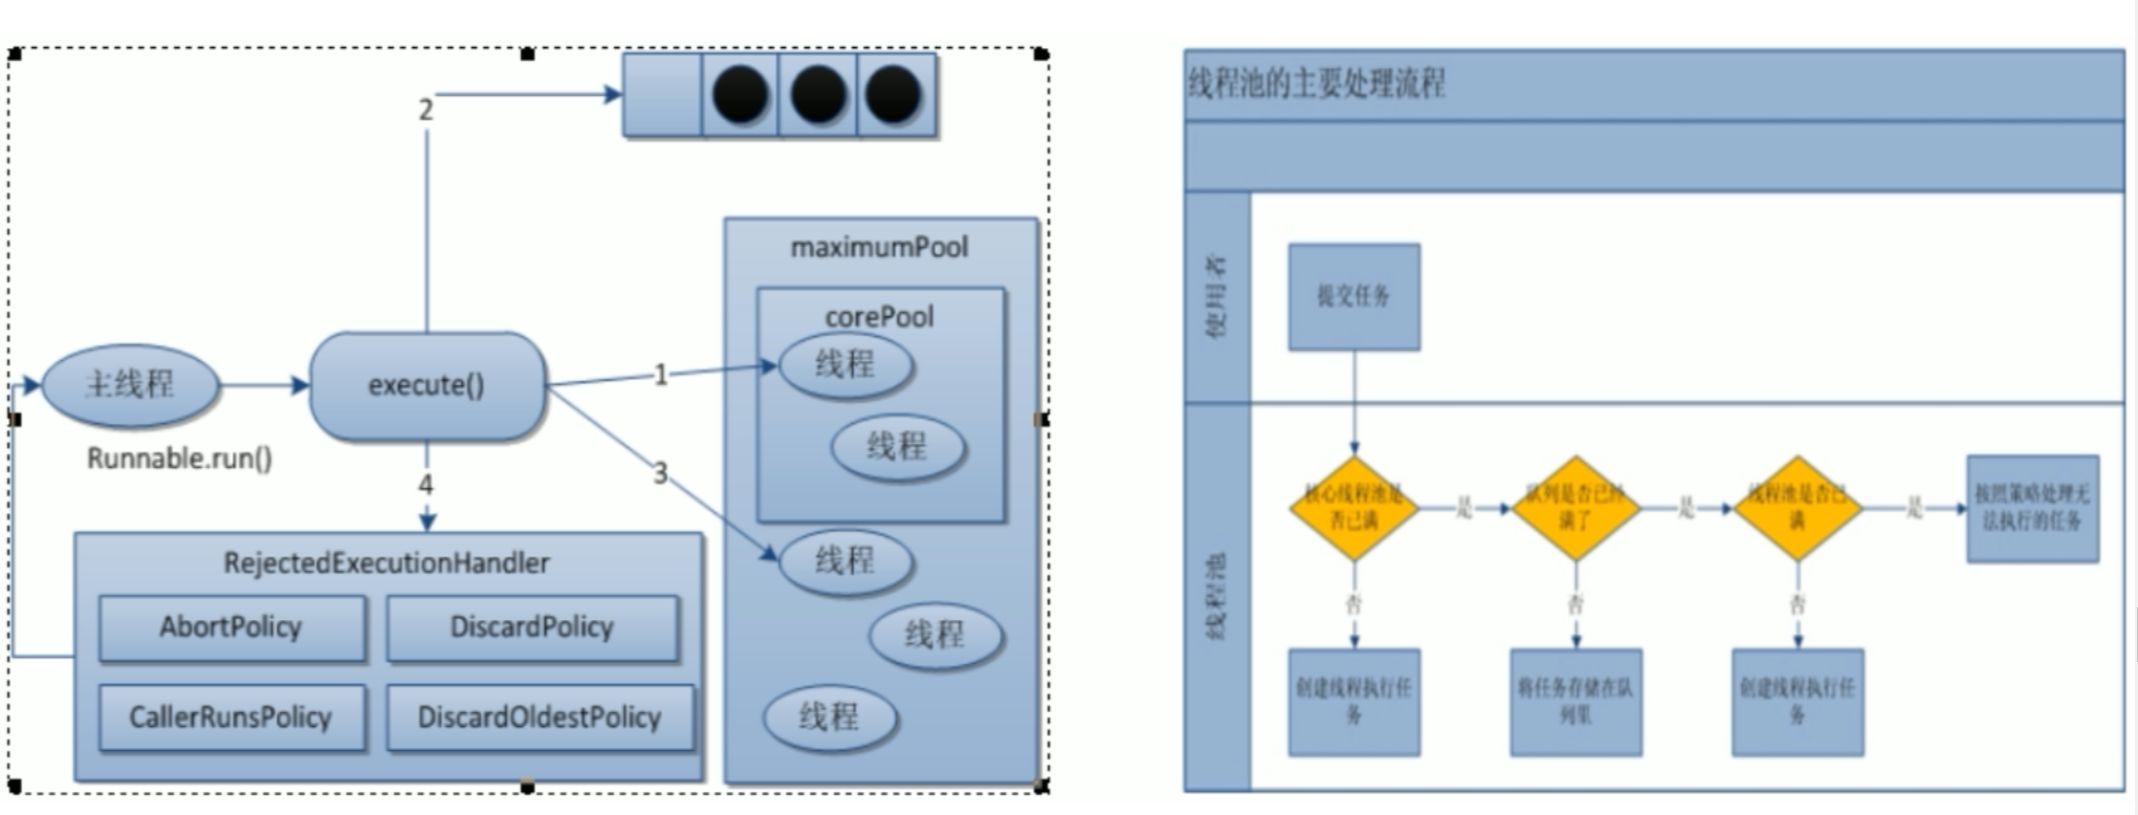 2
maximumPool
corePool
线程
1
主线程
execute()
线程
Runnable.run()
3
4
线程
RejectedExecutionHandler
AbortPolicy
DiscardPolicy
线程
CallerRunsPolicy
DiscardOldestPolicy
线程
线程池的主要处理流程
使用者
提交任务
线程池
核心线程池是
否已满
是
队列是否已经
满了
是
线程池是否已
满
是
按照策略处理无
法执行的任务
否
否
否
创建线程执行任
务
将任务存储在队
列里
创建线程执行任
务